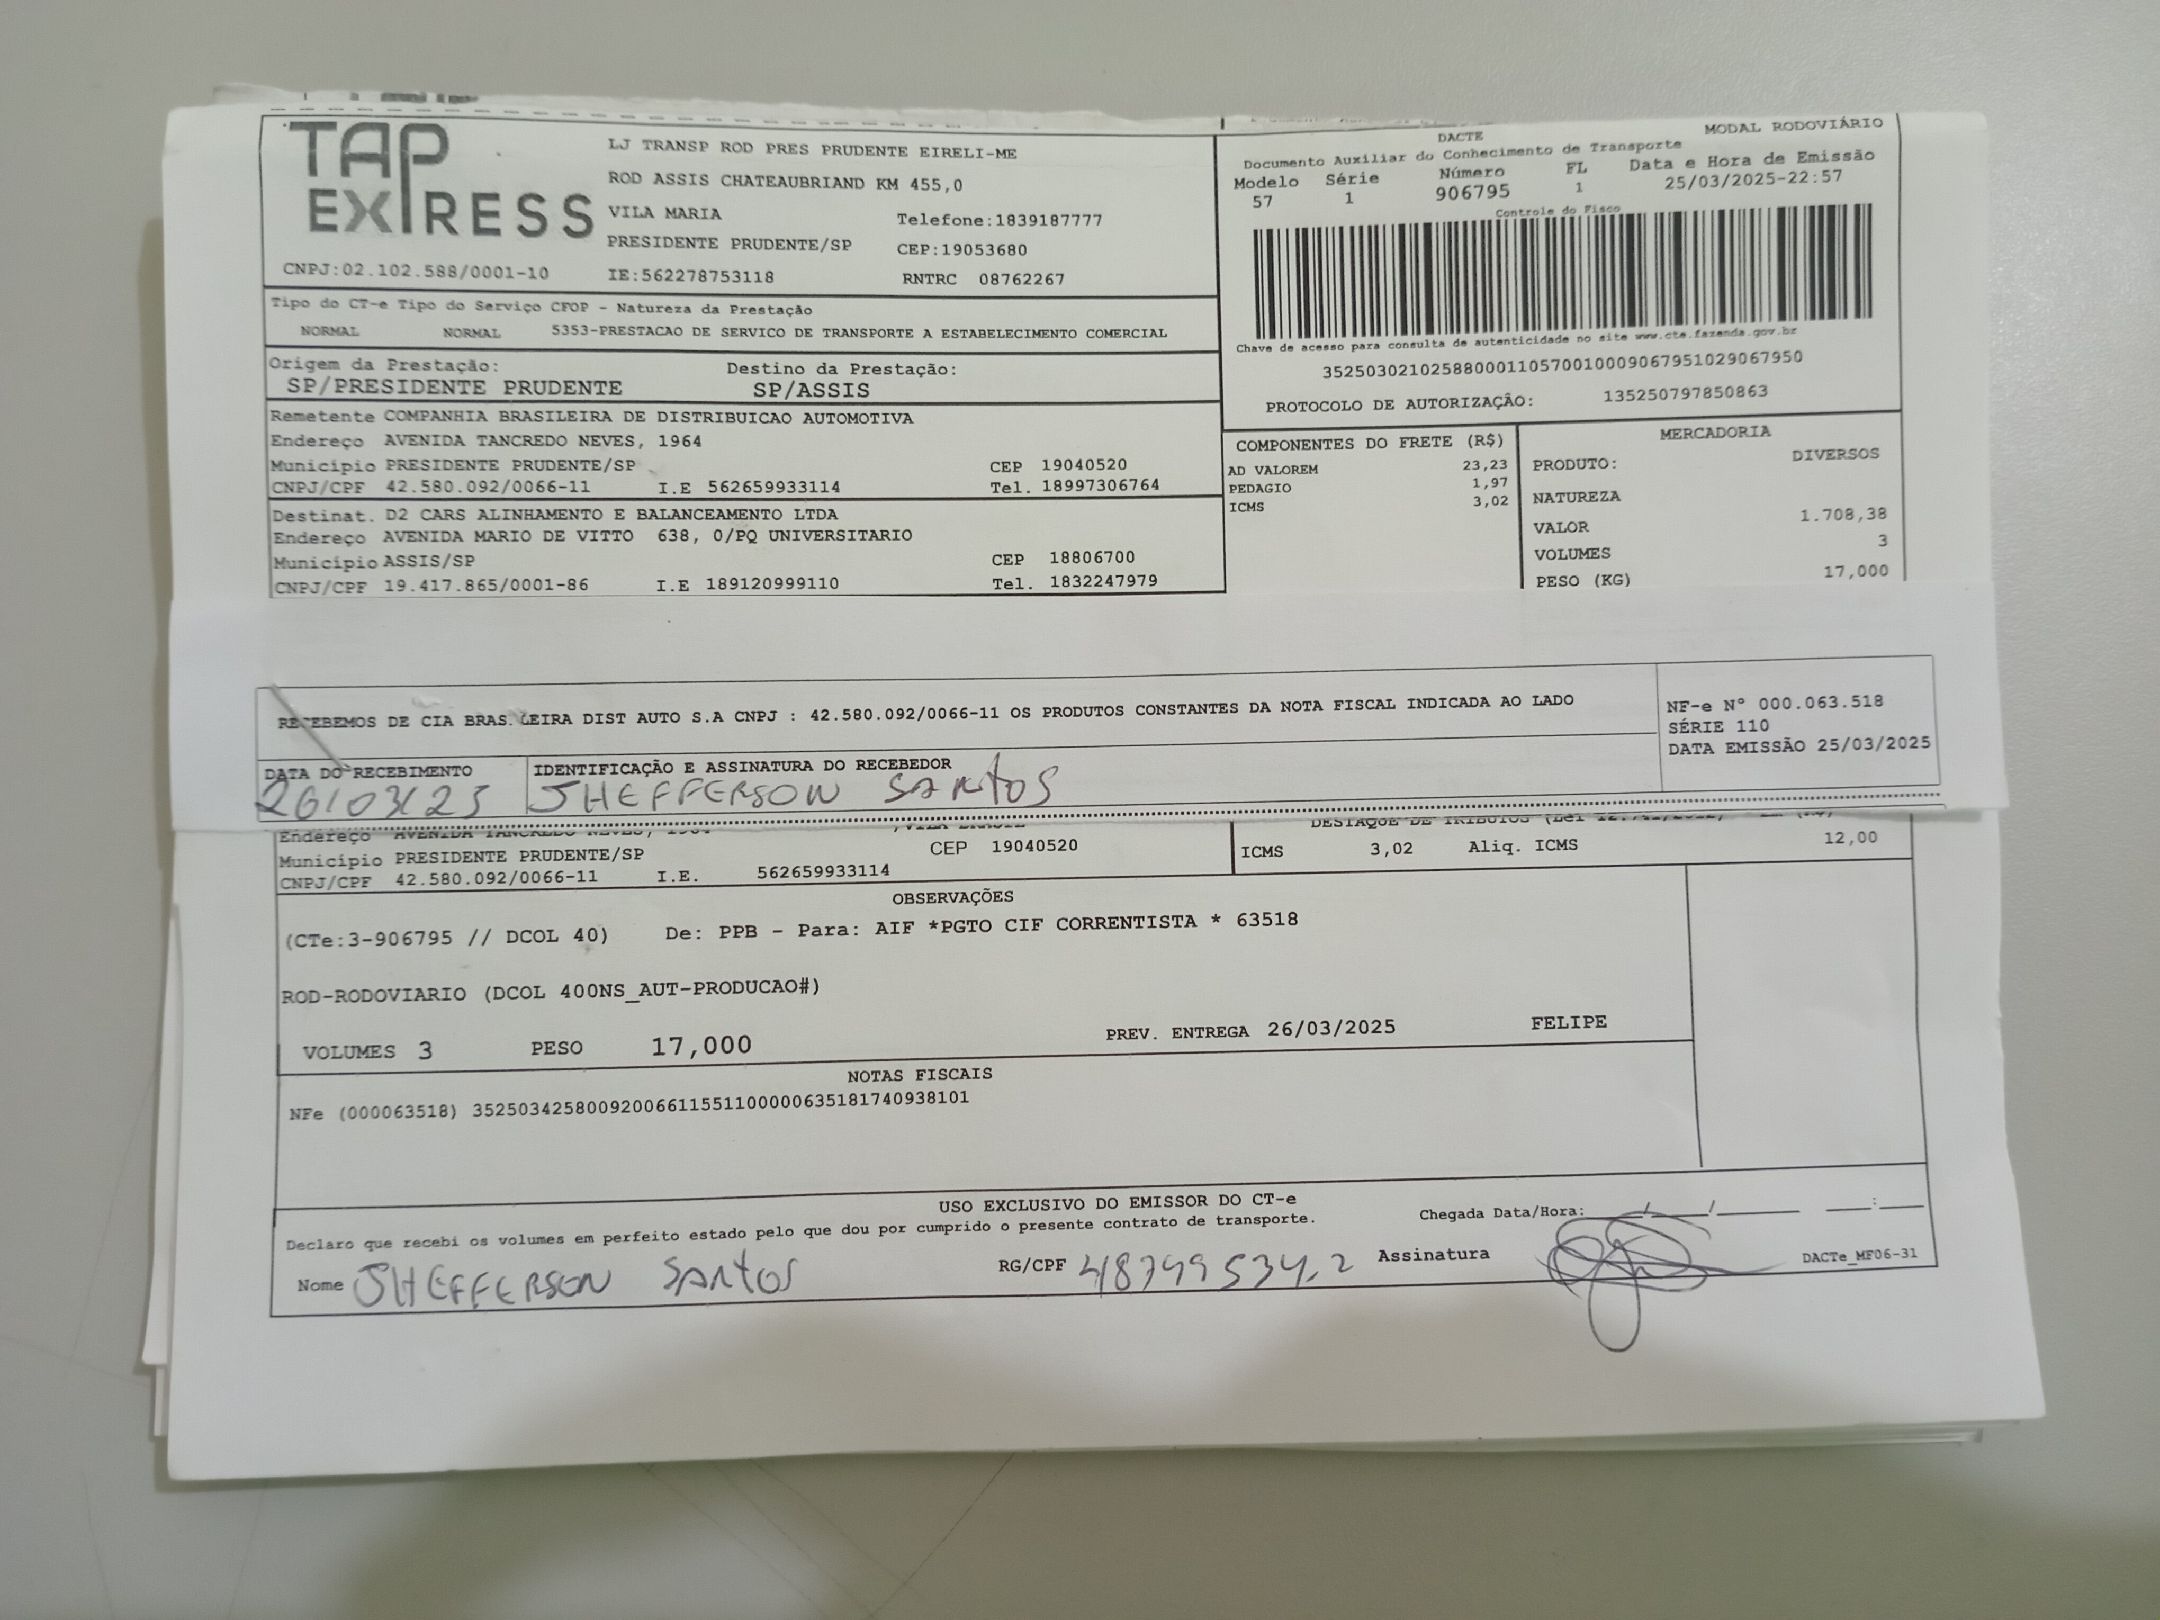 TAP
EXPRESS
LJ TRANSP ROD PRES PRUDENTE EIRELI-ME
ROD ASSIS CHATEAUBRIAND KM 455,0
VILA MARIA Telefone:1839187777
PRESIDENTE PRUDENTE/SP CEP:19053680
CNPJ:02.102.588/0001-10 IE:562278753118 RNTRC 08762267
DACTE MODAL RODOVIÁRIO
Documento Auxiliar do Conhecimento de Transporte
Modelo Série Número FL Data e Hora de Emissão
57 1 906795 1 25/03/2025-22:57
Controle do Fisco
Chave de acesso para consulta de autenticidade no site www.cte.fazenda.gov.br
35250302102588000110570010009067951029067950
PROTOCOLO DE AUTORIZAÇÃO: 135250797850863
Tipo do CT-e Tipo do Serviço CFOP - Natureza da Prestação
NORMAL NORMAL 5353-PRESTACAO DE SERVICO DE TRANSPORTE A ESTABELECIMENTO COMERCIAL
Origem da Prestação: Destino da Prestação:
SP/PRESIDENTE PRUDENTE SP/ASSIS
Remetente COMPANHIA BRASILEIRA DE DISTRIBUICAO AUTOMOTIVA
Endereço AVENIDA TANCREDO NEVES, 1964
Município PRESIDENTE PRUDENTE/SP CEP 19040520
CNPJ/CPF 42.580.092/0066-11 I.E 562659933114 Tel. 18997306764
Destinat. D2 CARS ALINHAMENTO E BALANCEAMENTO LTDA
Endereço AVENIDA MARIO DE VITTO 638, 0/PQ UNIVERSITARIO
Município ASSIS/SP CEP 18806700
CNPJ/CPF 19.417.865/0001-86 I.E 189120999110 Tel. 1832247979
COMPONENTES DO FRETE (R$)
AD VALOREM 23,23
PEDAGIO 1,97
ICMS 3,02
MERCADORIA
PRODUTO: DIVERSOS
NATUREZA
VALOR 1.708,38
VOLUMES 3
PESO (KG) 17,000
RECEBEMOS DE CIA BRASILEIRA DIST AUTO S.A CNPJ : 42.580.092/0066-11 OS PRODUTOS CONSTANTES DA NOTA FISCAL INDICADA AO LADO
NF-e N° 000.063.518
SÉRIE 110
DATA EMISSÃO 25/03/2025
DATA DO RECEBIMENTO IDENTIFICAÇÃO E ASSINATURA DO RECEBEDOR
26/03/25 JHEFFERSON SANTOS
Endereço AVENIDA TANCREDO NEVES, 1964
Município PRESIDENTE PRUDENTE/SP CEP 19040520
CNPJ/CPF 42.580.092/0066-11 I.E. 562659933114
ICMS 3,02 Aliq. ICMS 12,00
OBSERVAÇÕES
(CTe:3-906795 // DCOL 40) De: PPB - Para: AIF *PGTO CIF CORRENTISTA * 63518
ROD-RODOVIARIO (DCOL 400NS_AUT-PRODUCAO#)
VOLUMES 3 PESO 17,000 PREV. ENTREGA 26/03/2025 FELIPE
NOTAS FISCAIS
NFe (000063518) 35250342580092006611551100000635181740938101
USO EXCLUSIVO DO EMISSOR DO CT-e
Declaro que recebi os volumes em perfeito estado pelo que dou por cumprido o presente contrato de transporte. Chegada Data/Hora: / / :
Nome JHEFFERSON SANTOS RG/CPF Assinatura DACTe_MF06-31